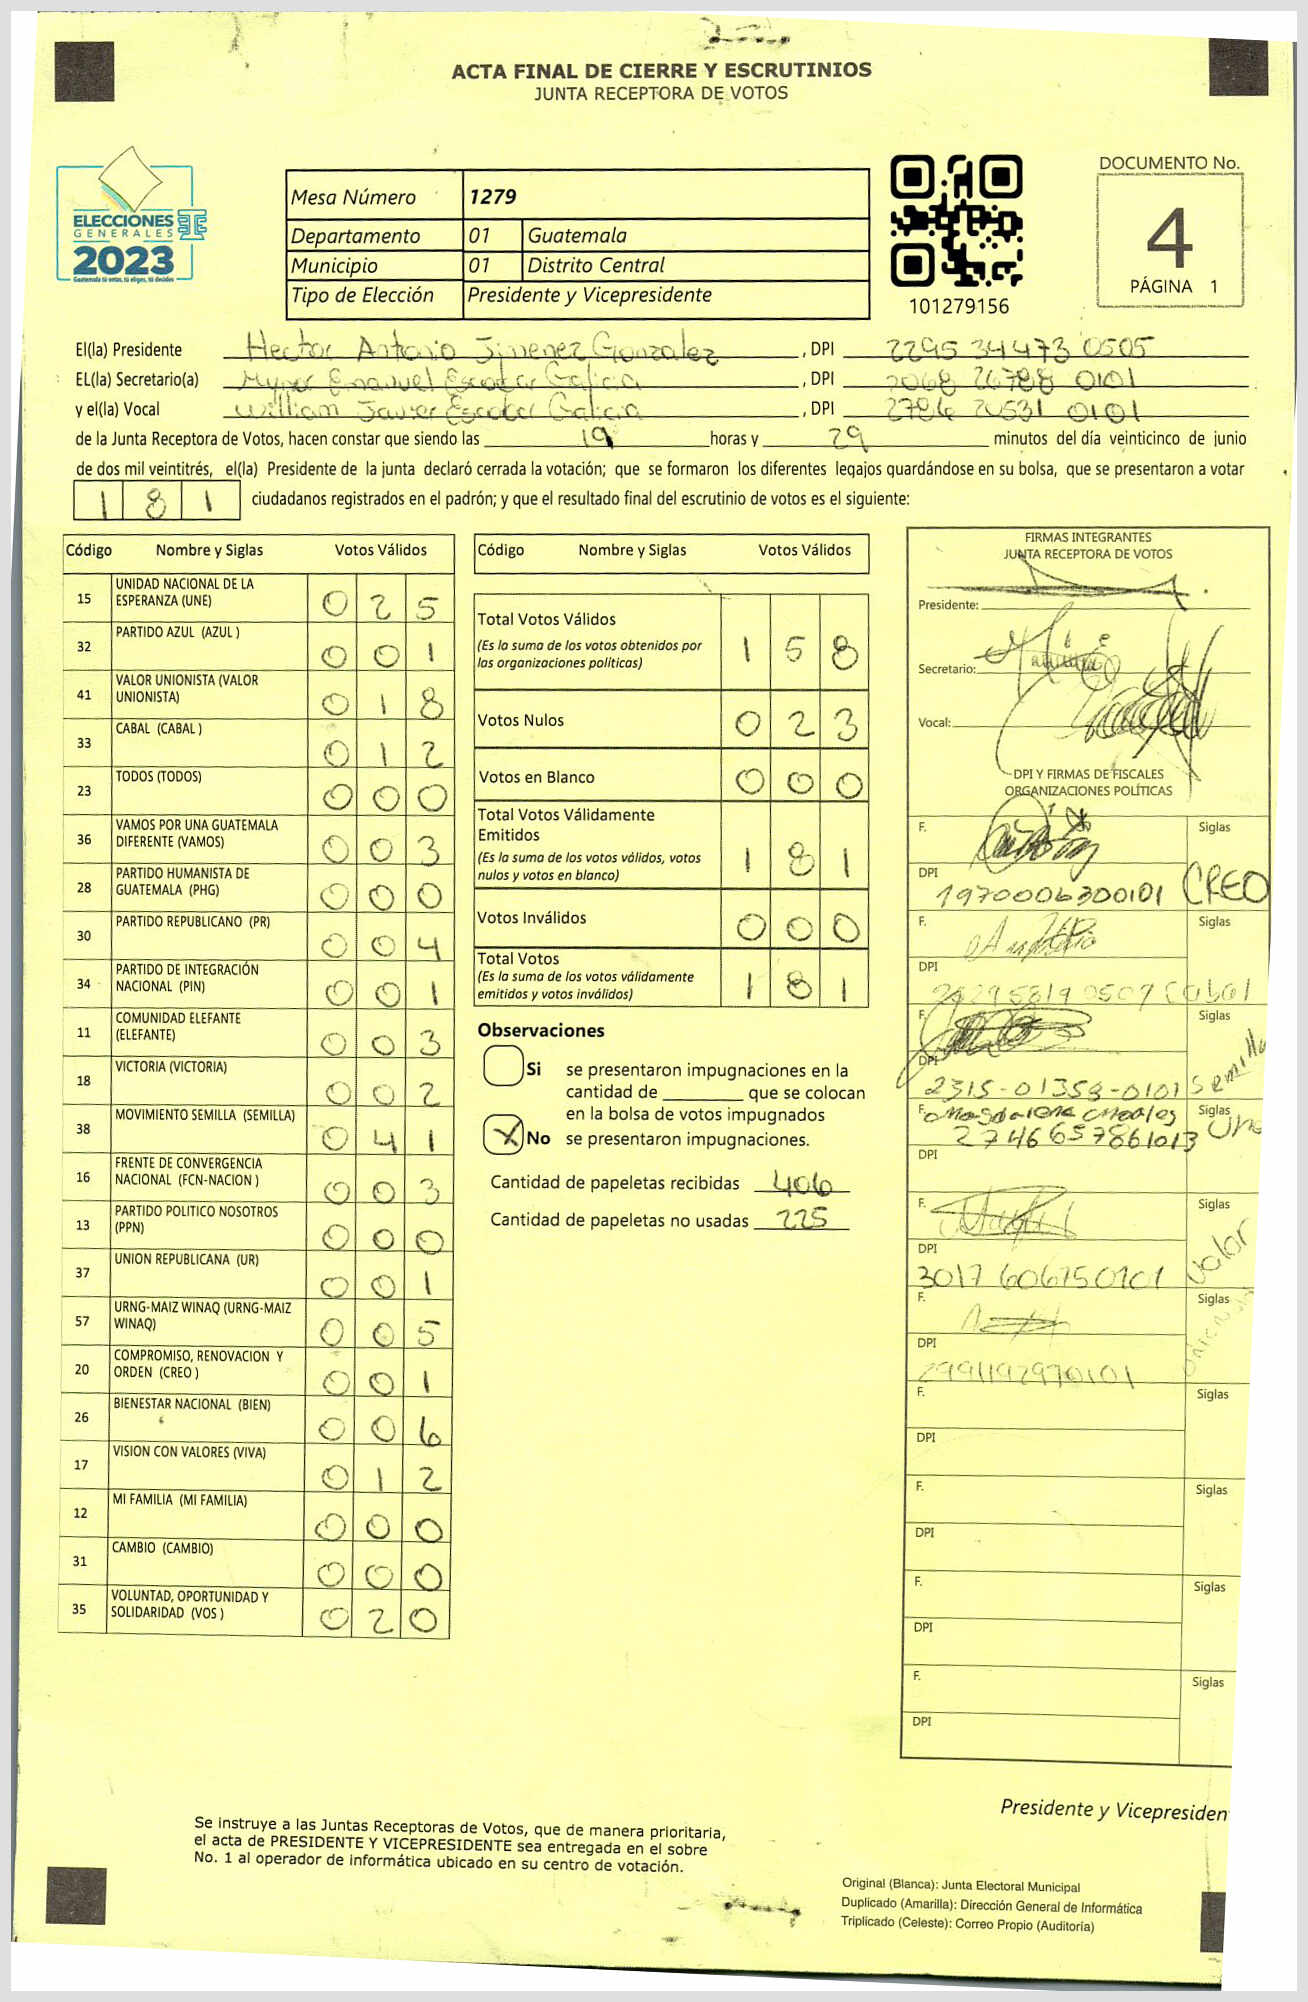 ACTA FINAL DE CIERRE Y ESCRUTINIOS
JUNTA RECEPTORA DE VOTOS
ELECCIONES
GENERALES
2023
Guatemala tú votas, tú eliges, tú decides
Mesa Número 1279
Departamento 01 Guatemala
Municipio 01 Distrito Central
Tipo de Elección Presidente y Vicepresidente
101279156
DOCUMENTO No.
4
PÁGINA 1
El(la) Presidente Hector Antonio Jimenez Gonzalez , DPI 2295 34473 0505
EL(la) Secretario(a) Mynor Emanuel Escobar Galicia , DPI 2068 26788 0101
y el(la) Vocal William Javier Escobar Galicia , DPI 2786 20531 0101
de la Junta Receptora de Votos, hacen constar que siendo las 19 horas y 29 minutos del día veinticinco de junio
de dos mil veintitrés, el(la) Presidente de la junta declaró cerrada la votación; que se formaron los diferentes legajos guardándose en su bolsa, que se presentaron a votar
181 ciudadanos registrados en el padrón; y que el resultado final del escrutinio de votos es el siguiente:
Código Nombre y Siglas Votos Válidos
15 UNIDAD NACIONAL DE LA ESPERANZA (UNE) 0 2 5
32 PARTIDO AZUL (AZUL ) 0 0 1
41 VALOR UNIONISTA (VALOR UNIONISTA) 0 1 8
33 CABAL (CABAL ) 0 1 2
23 TODOS (TODOS) 0 0 0
36 VAMOS POR UNA GUATEMALA DIFERENTE (VAMOS) 0 0 3
28 PARTIDO HUMANISTA DE GUATEMALA (PHG) 0 0 0
30 PARTIDO REPUBLICANO (PR) 0 0 4
34 PARTIDO DE INTEGRACIÓN NACIONAL (PIN) 0 0 1
11 COMUNIDAD ELEFANTE (ELEFANTE) 0 0 3
18 VICTORIA (VICTORIA) 0 0 2
38 MOVIMIENTO SEMILLA (SEMILLA) 0 4 1
16 FRENTE DE CONVERGENCIA NACIONAL (FCN-NACION ) 0 0 3
13 PARTIDO POLITICO NOSOTROS (PPN) 0 0 0
37 UNION REPUBLICANA (UR) 0 0 1
57 URNG-MAIZ WINAQ (URNG-MAIZ WINAQ) 0 0 5
20 COMPROMISO, RENOVACION Y ORDEN (CREO ) 0 0 1
26 BIENESTAR NACIONAL (BIEN) 0 0 6
17 VISION CON VALORES (VIVA) 0 1 2
12 MI FAMILIA (MI FAMILIA) 0 0 0
31 CAMBIO (CAMBIO) 0 0 0
35 VOLUNTAD, OPORTUNIDAD Y SOLIDARIDAD (VOS ) 0 2 0
Código Nombre y Siglas Votos Válidos
Total Votos Válidos 1 5 8
(Es la suma de los votos obtenidos por
las organizaciones políticas)
Votos Nulos 0 2 3
Votos en Blanco 0 0 0
Total Votos Válidamente
Emitidos 1 8 1
(Es la suma de los votos válidos, votos
nulos y votos en blanco)
Votos Inválidos 0 0 0
Total Votos 1 8 1
(Es la suma de los votos válidamente
emitidos y votos inválidos)
Observaciones
Si se presentaron impugnaciones en la
cantidad de ________ que se colocan
en la bolsa de votos impugnados
X No se presentaron impugnaciones.
Cantidad de papeletas recibidas 406
Cantidad de papeletas no usadas 225
FIRMAS INTEGRANTES
JUNTA RECEPTORA DE VOTOS
Presidente:
Secretario:
Vocal:
DPI Y FIRMAS DE FISCALES
ORGANIZACIONES POLÍTICAS
F. Siglas
DPI 1970006300101 CREO
F. Siglas
DPI
Cabal
F. Siglas
DPI 2315-01359-0101 Semilla
F. Magdalena Morales Siglas
2746657861013 Une
DPI
F. Siglas
DPI
3017 606750101 Valor
F. Siglas
DPI
2991192970101
F. Siglas
DPI
F. Siglas
DPI
F. Siglas
DPI
F. Siglas
DPI
Presidente y Vicepresiden
Se instruye a las Juntas Receptoras de Votos, que de manera prioritaria,
el acta de PRESIDENTE Y VICEPRESIDENTE sea entregada en el sobre
No. 1 al operador de informática ubicado en su centro de votación.
Original (Blanca): Junta Electoral Municipal
Duplicado (Amarilla): Dirección General de Informática
Triplicado (Celeste): Correo Propio (Auditoría)